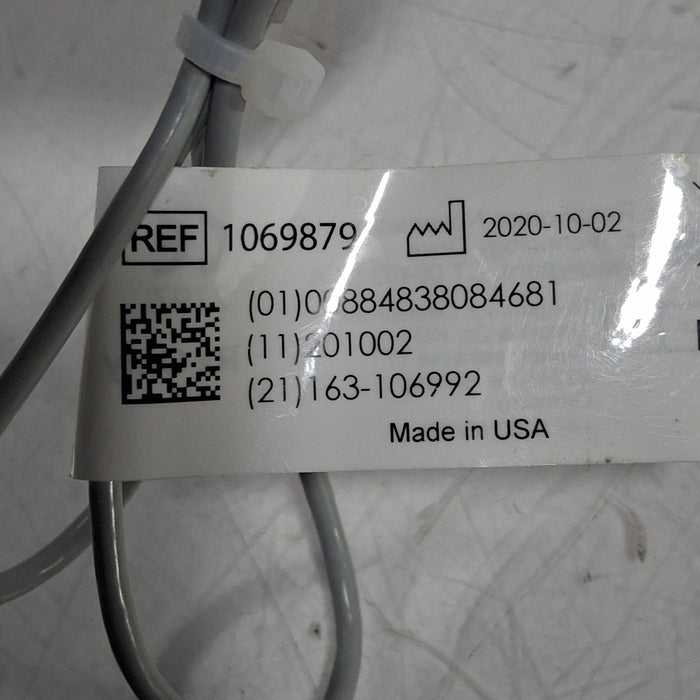 REF 1069879 2020-10-02
(01)00884838084681
(11)201002
(21)163-106992
Made in USA